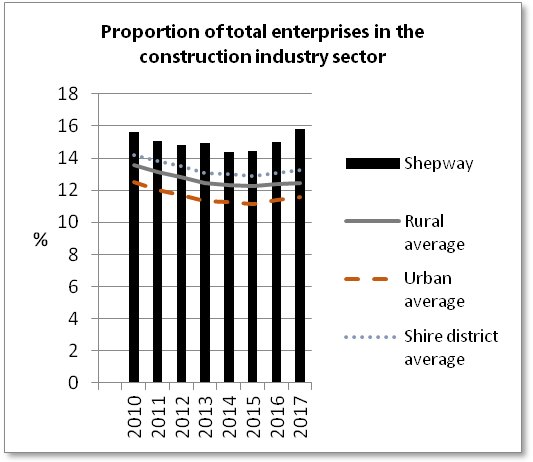 Proportion of total enterprises in the
construction industry sector
18
16
14
12
10
8
6
4
2
0
%
2010
2011
2012
2013
2014
2015
2016
2017
Shepway
Rural
average
Urban
average
Shire district
average